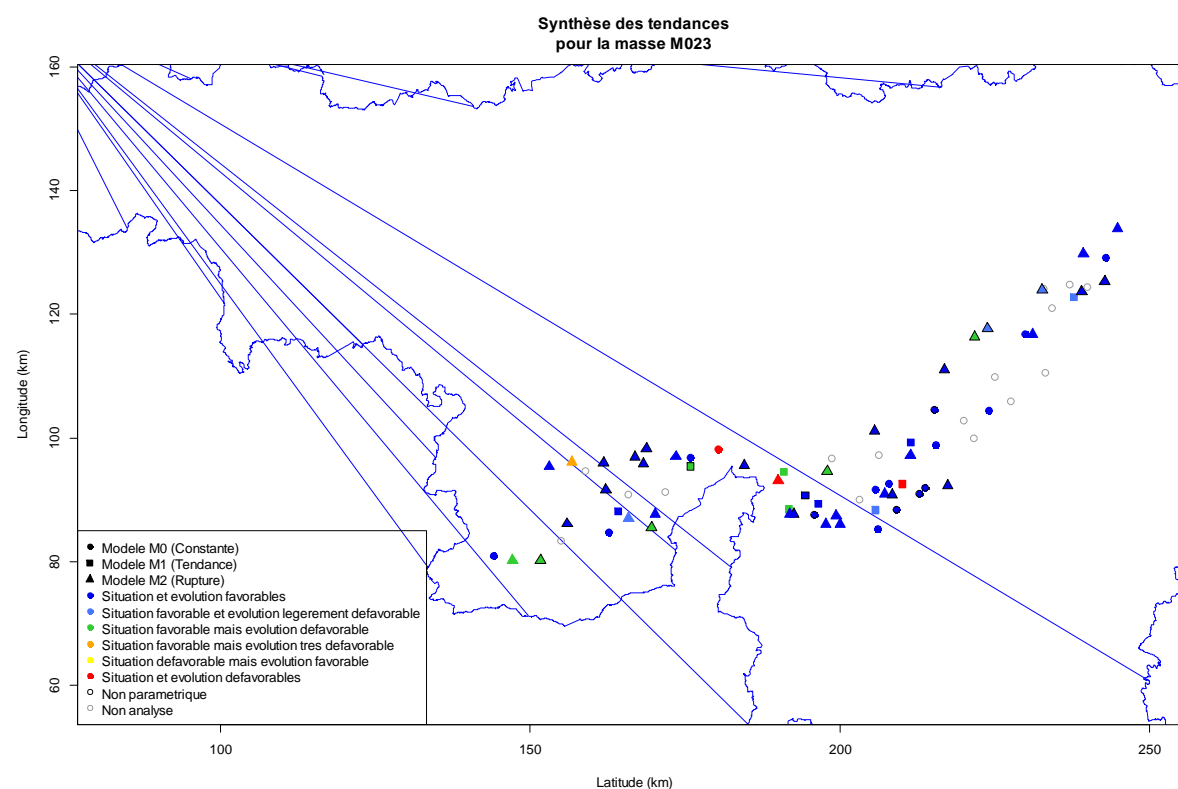 Synthèse des tendances
pour la masse M023
160
140
120
100
80
60
Longitude (km)
Modele M0 (Constante)
Modele M1 (Tendance)
Modele M2 (Rupture)
Situation et evolution favorables
Situation favorable et evolution legerement defavorable
Situation favorable mais evolution defavorable
Situation favorable mais evolution tres defavorable
Situation defavorable mais evolution favorable
Situation et evolution defavorables
Non parametrique
Non analyse
100
150
200
250
Latitude (km)